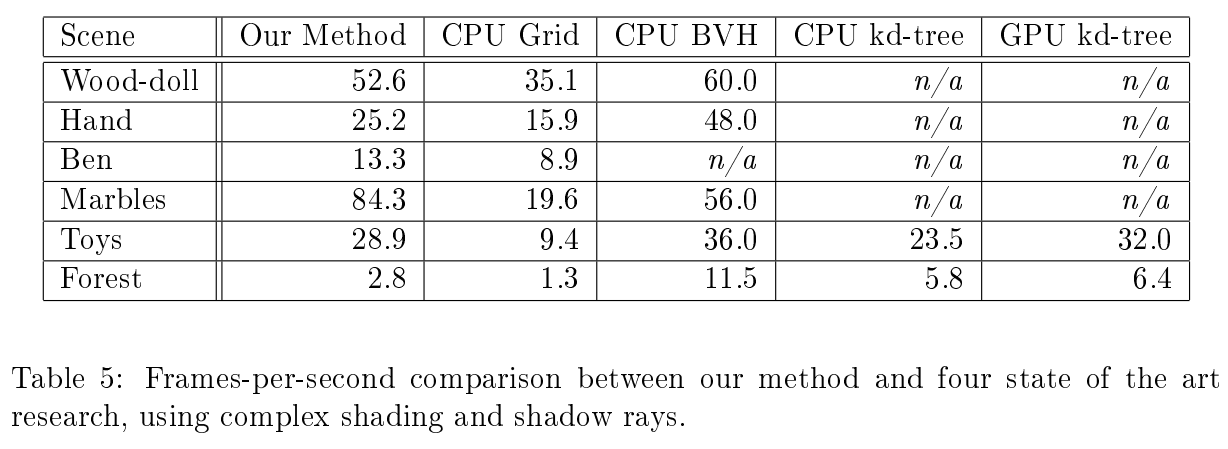 Scene Our Method CPU Grid CPU BVH CPU kd-tree GPU kd-tree
Wood-doll 52.6 35.1 60.0 n/a n/a
Hand 25.2 15.9 48.0 n/a n/a
Ben 13.3 8.9 n/a n/a n/a
Marbles 84.3 19.6 56.0 n/a n/a
Toys 28.9 9.4 36.0 23.5 32.0
Forest 2.8 1.3 11.5 5.8 6.4
Table 5: Frames-per-second comparison between our method and four state of the art
research, using complex shading and shadow rays.